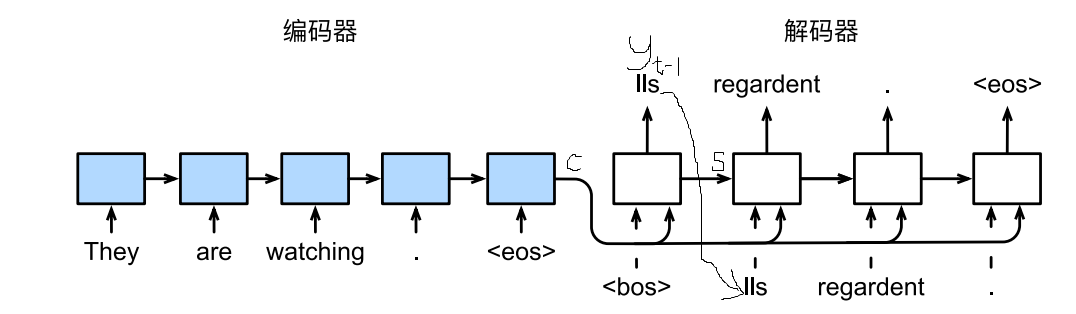 编码器 解码器
y_{t-1}
Ils regardent . <eos>
c s
They are watching . <eos>
<bos> Ils regardent .